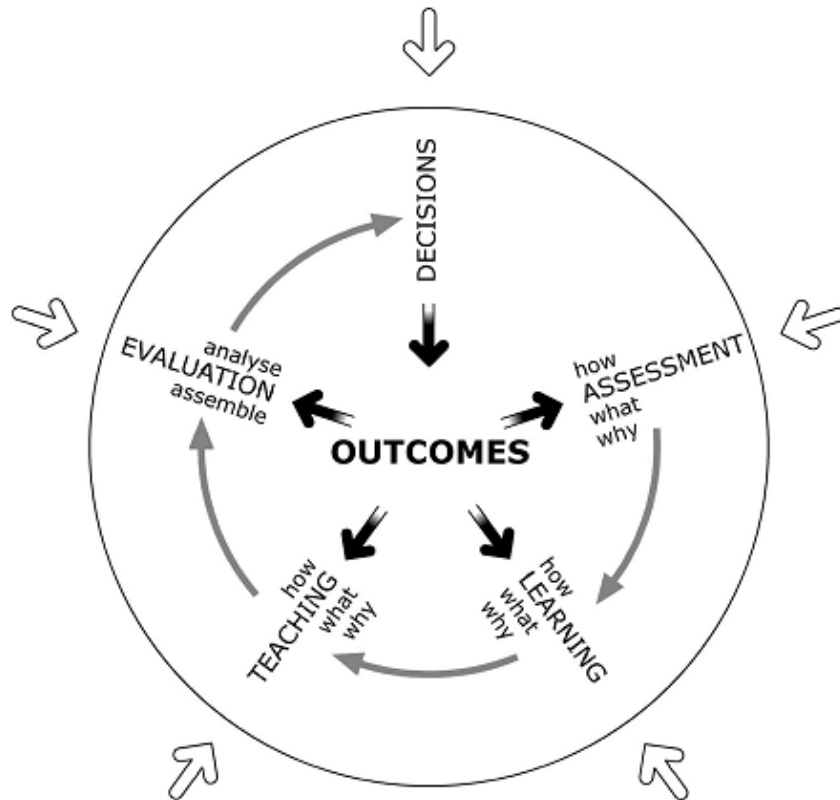 DECISIONS
how
ASSESSMENT
what
why
how
LEARNING
what
why
how
TEACHING
what
why
analyse
EVALUATION
assemble
OUTCOMES